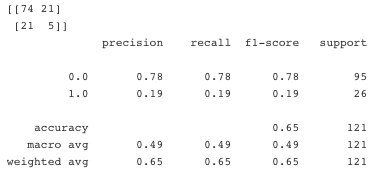 [[74 21]
[21 5]]
precision recall f1-score support
0.0 0.78 0.78 0.78 95
1.0 0.19 0.19 0.19 26
accuracy 0.65 121
macro avg 0.49 0.49 0.49 121
weighted avg 0.65 0.65 0.65 121